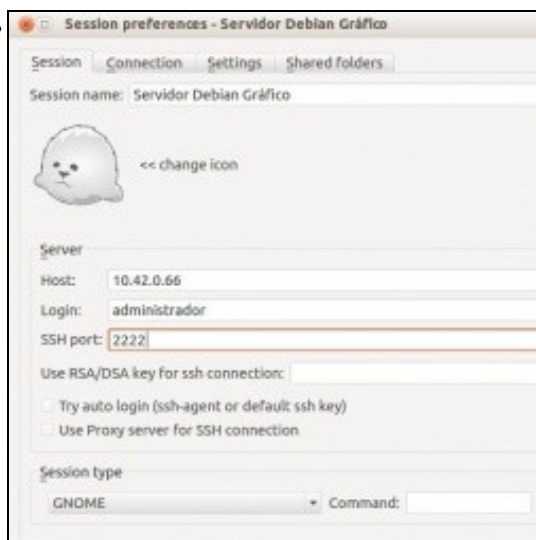 Session preferences - Servidor Debian Gráfico
Session Connection Settings Shared folders
Session name: Servidor Debian Gráfico
<< change icon
Server
Host: 10.42.0.66
Login: administrador
SSH port: 2222
Use RSA/DSA key for ssh connection:
Try auto login (ssh-agent or default ssh key)
Use Proxy server for SSH connection
Session type
GNOME Command: